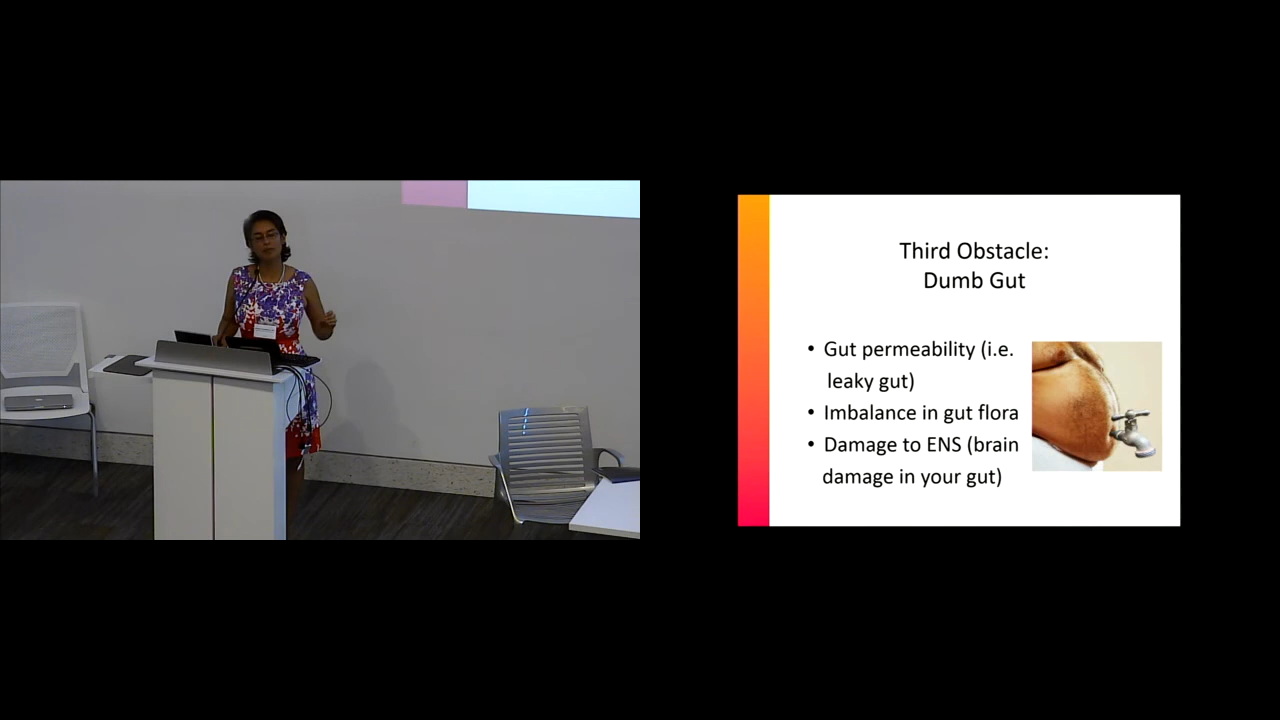 Third Obstacle:
Dumb Gut
• Gut permeability (i.e.
leaky gut)
• Imbalance in gut flora
• Damage to ENS (brain
damage in your gut)